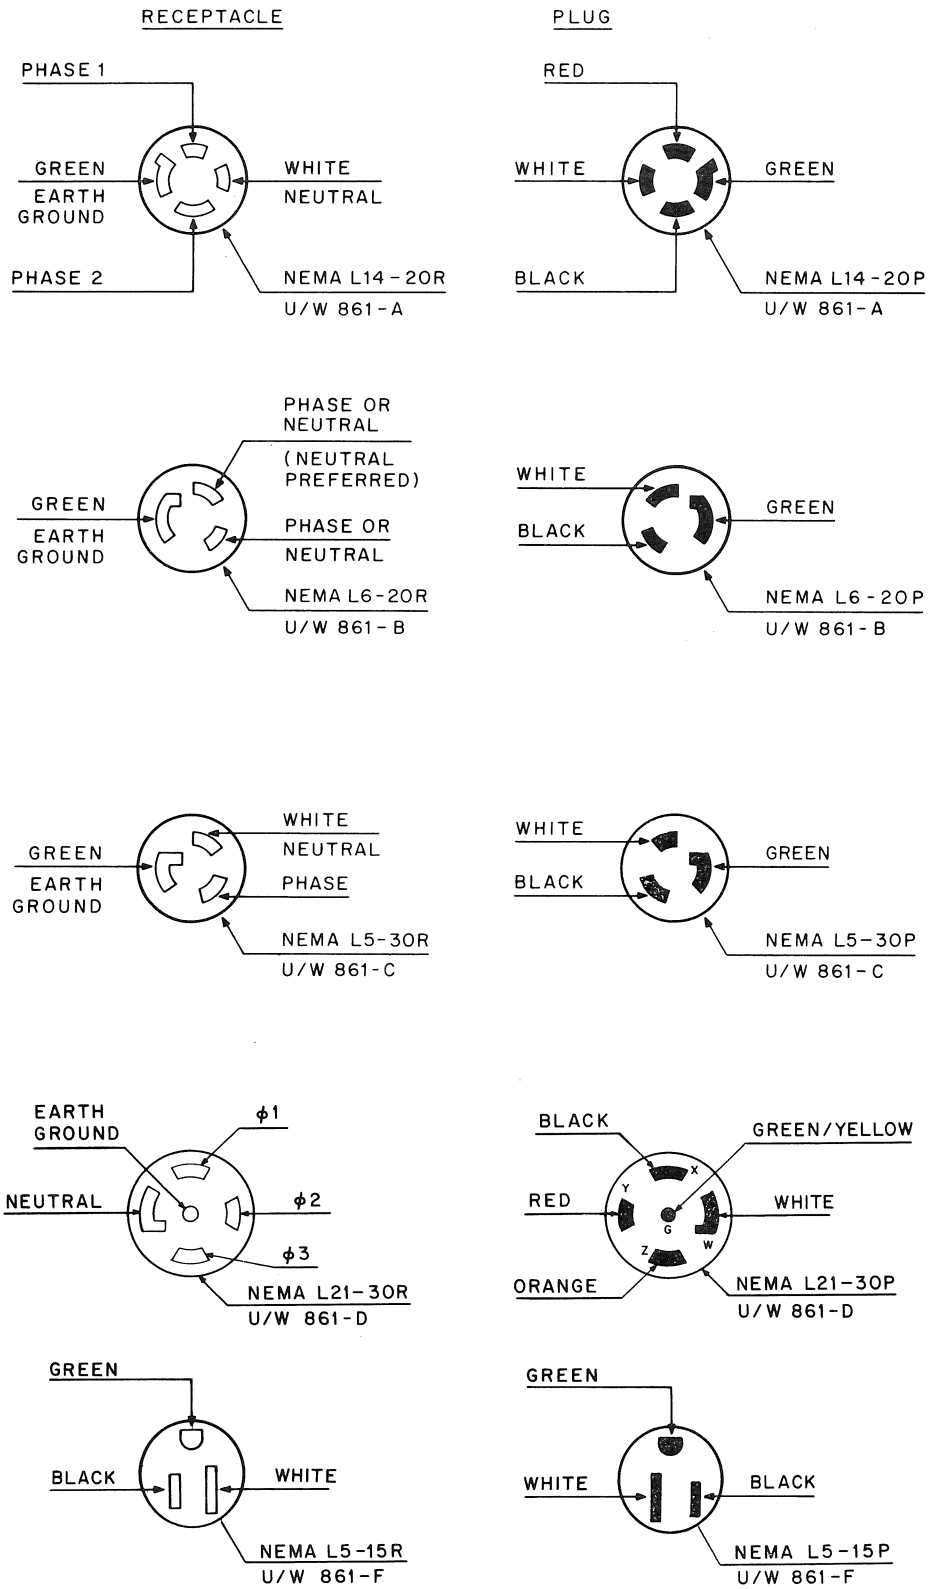 RECEPTACLE
PLUG
PHASE 1
GREEN
EARTH
GROUND
WHITE
NEUTRAL
PHASE 2
NEMA L14-20R
U/W 861-A
RED
WHITE
GREEN
BLACK
NEMA L14-20P
U/W 861-A
PHASE OR
NEUTRAL
(NEUTRAL
PREFERRED)
GREEN
EARTH
GROUND
PHASE OR
NEUTRAL
NEMA L6-20R
U/W 861-B
WHITE
BLACK
GREEN
NEMA L6-20P
U/W 861-B
WHITE
NEUTRAL
GREEN
EARTH
GROUND
PHASE
NEMA L5-30R
U/W 861-C
WHITE
BLACK
GREEN
NEMA L5-30P
U/W 861-C
EARTH
GROUND
ϕ1
NEUTRAL
ϕ2
ϕ3
NEMA L21-30R
U/W 861-D
BLACK
GREEN/YELLOW
X
Y
RED
WHITE
G
W
Z
ORANGE
NEMA L21-30P
U/W 861-D
GREEN
BLACK
WHITE
NEMA L5-15R
U/W 861-F
GREEN
WHITE
BLACK
NEMA L5-15P
U/W 861-F